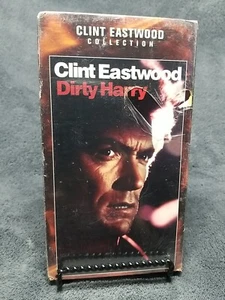 CLINT EASTWOOD
COLLECTION
Clint Eastwood
Dirty Harry